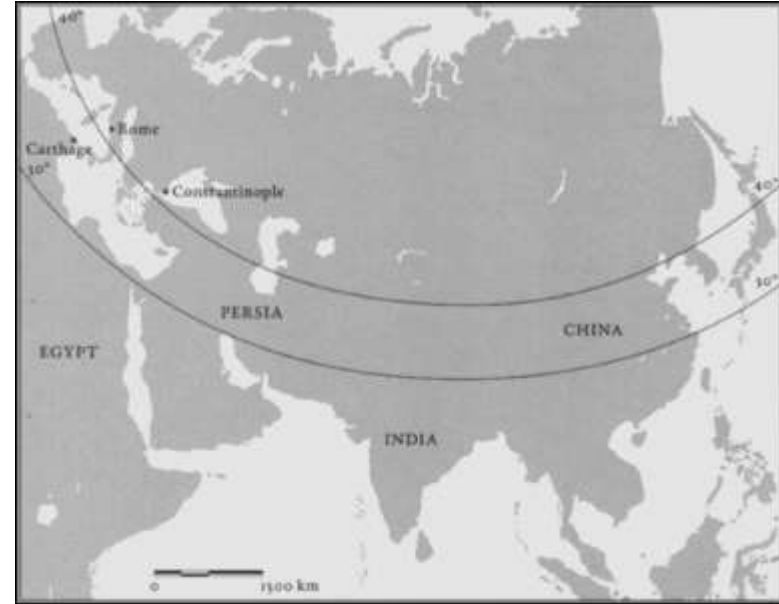 40°
Rome
Carthage
30°
Constantinople
40°
30°
PERSIA
CHINA
EGYPT
INDIA
0 1500 km